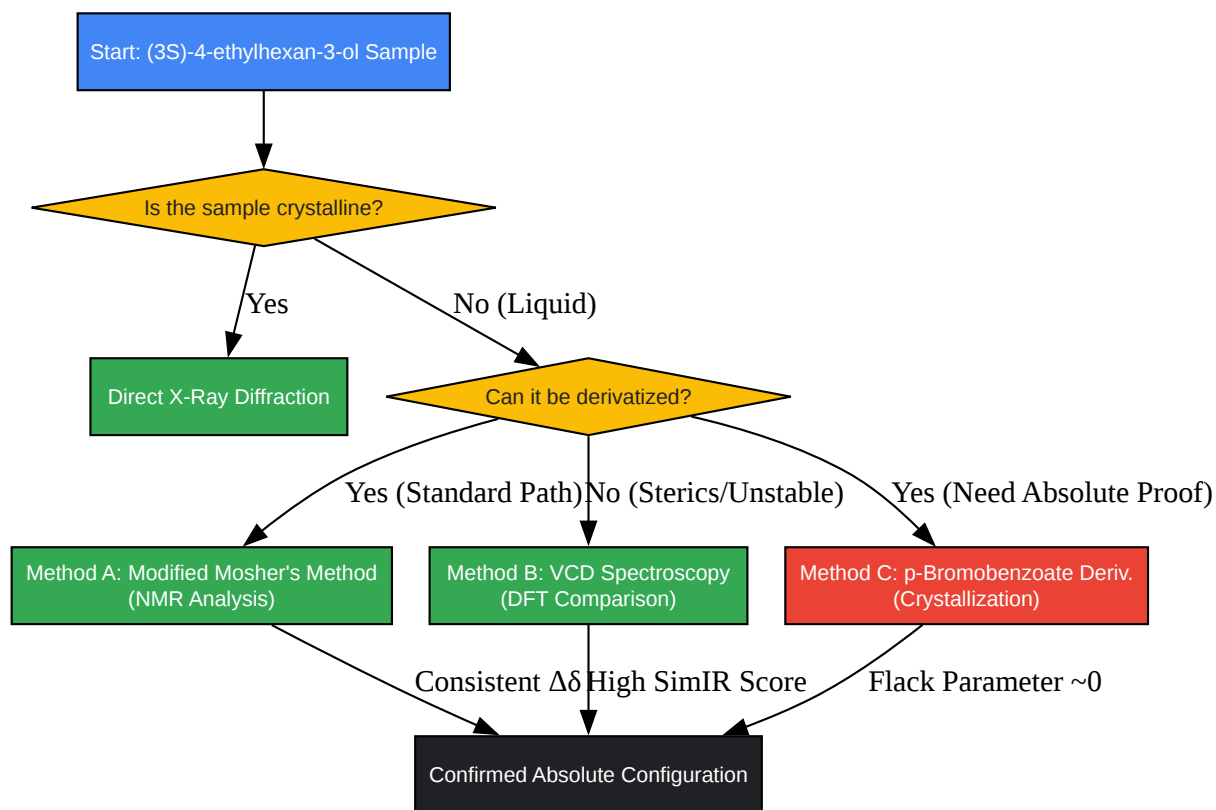 Start: (3S)-4-ethylhexan-3-ol Sample
Is the sample crystalline?
Yes
No (Liquid)
Direct X-Ray Diffraction
Can it be derivatized?
Yes (Standard Path)
No (Sterics/Unstable)
Yes (Need Absolute Proof)
Method A: Modified Mosher's Method
(NMR Analysis)
Method B: VCD Spectroscopy
(DFT Comparison)
Method C: p-Bromobenzoate Deriv.
(Crystallization)
Consistent Δδ
High SimIR Score
Flack Parameter ~0
Confirmed Absolute Configuration